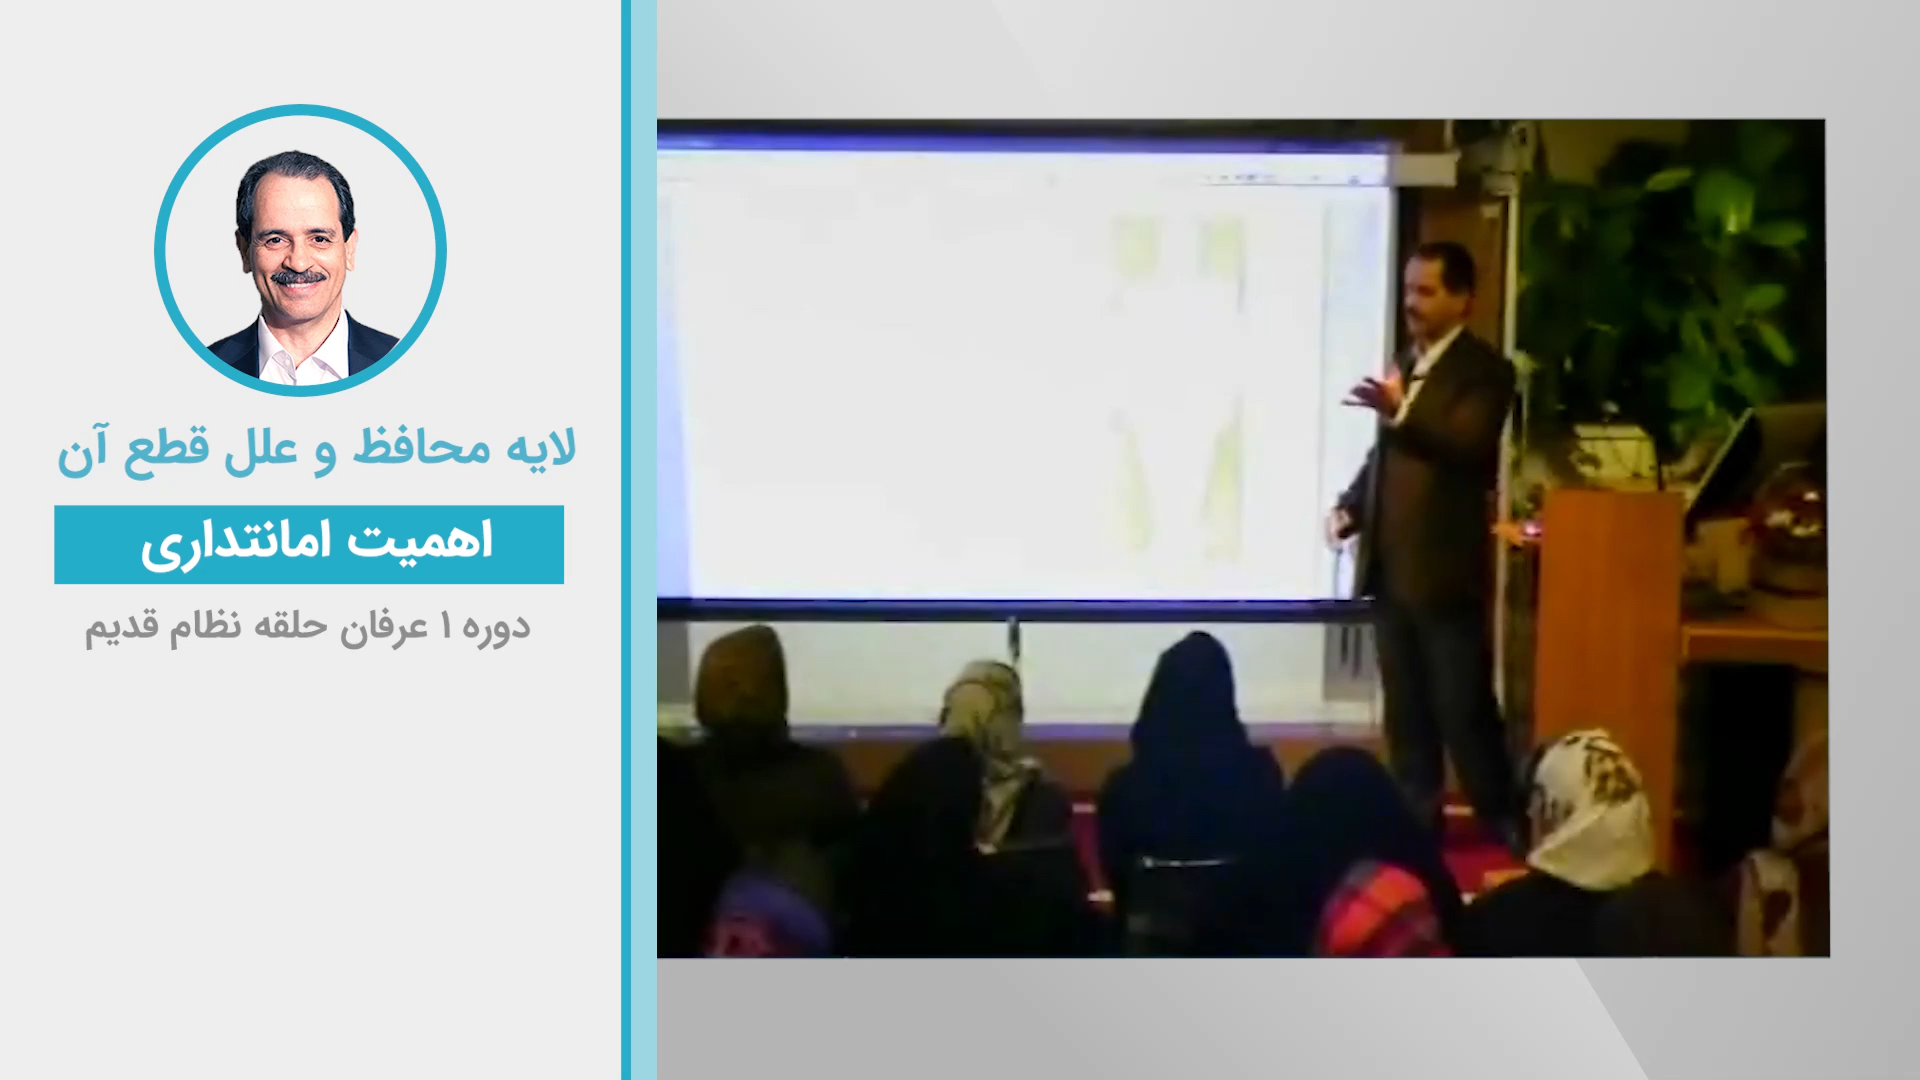 لایه محافظ و علل قطع آن
اهمیت امانتداری
دوره ۱ عرفان حلقه نظام قدیم